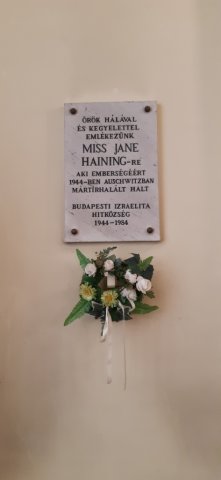 ÖRÖK HÁLÁVAL
ÉS KEGYELETTEL
EMLÉKEZÜNK
MISS JANE
HAINING-RE
AKI EMBERSÉGÉÉRT
1944-BEN AUSCHWITZBAN
MÁRTÍRHALÁLT HALT
BUDAPESTI IZRAELITA
HITKÖZSÉG
1944-1984